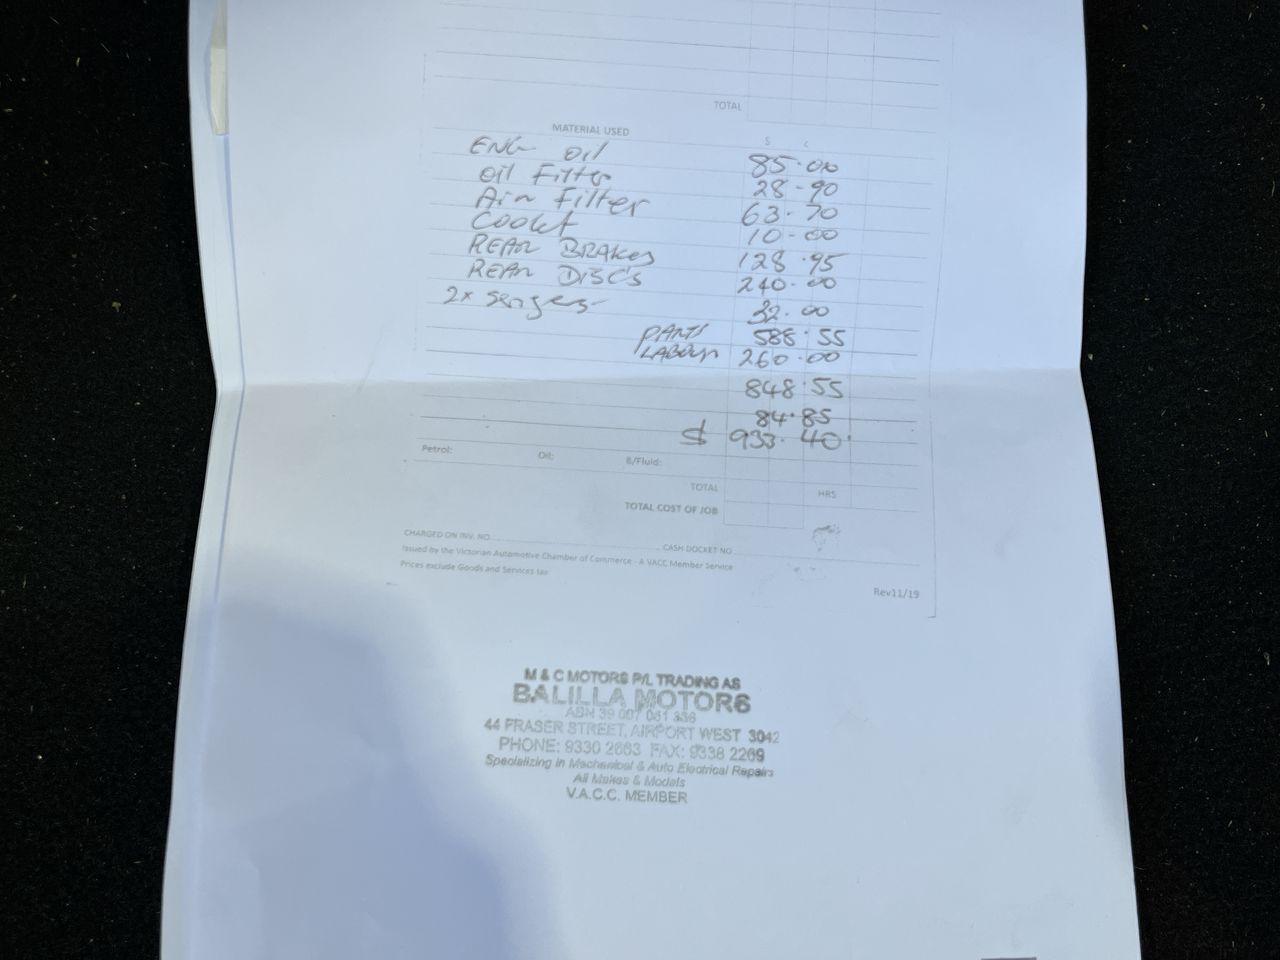 TOTAL
MATERIAL USED $ c
ENG Oil 85.00
Oil Filter 28-90
Air Filter 63.70
Coolt 10-00
REAR BRAKes 128.95
REAR DISC'S 240.00
2x 32.00
PARTS 588.55
LABOUR 260.00
848.55
84.85
$ 933.40
Petrol: Oil: B/Fluid:
TOTAL HRS
TOTAL COST OF JOB
CHARGED ON INV. NO. CASH DOCKET NO
Issued by the Victorian Automotive Chamber of Commerce - A VACC Member Service
Prices exclude Goods and Services tax
Rev11/19
M & C MOTORS P/L TRADING AS
BALILLA MOTORS
ABN 39 007 061
44 FRASER STREET, AIRPORT WEST 3042
PHONE: 9330 2663 FAX: 9338 2269
Specializing in Mechanical & Auto Electrical Repairs
All Makes & Models
V.A.C.C. MEMBER